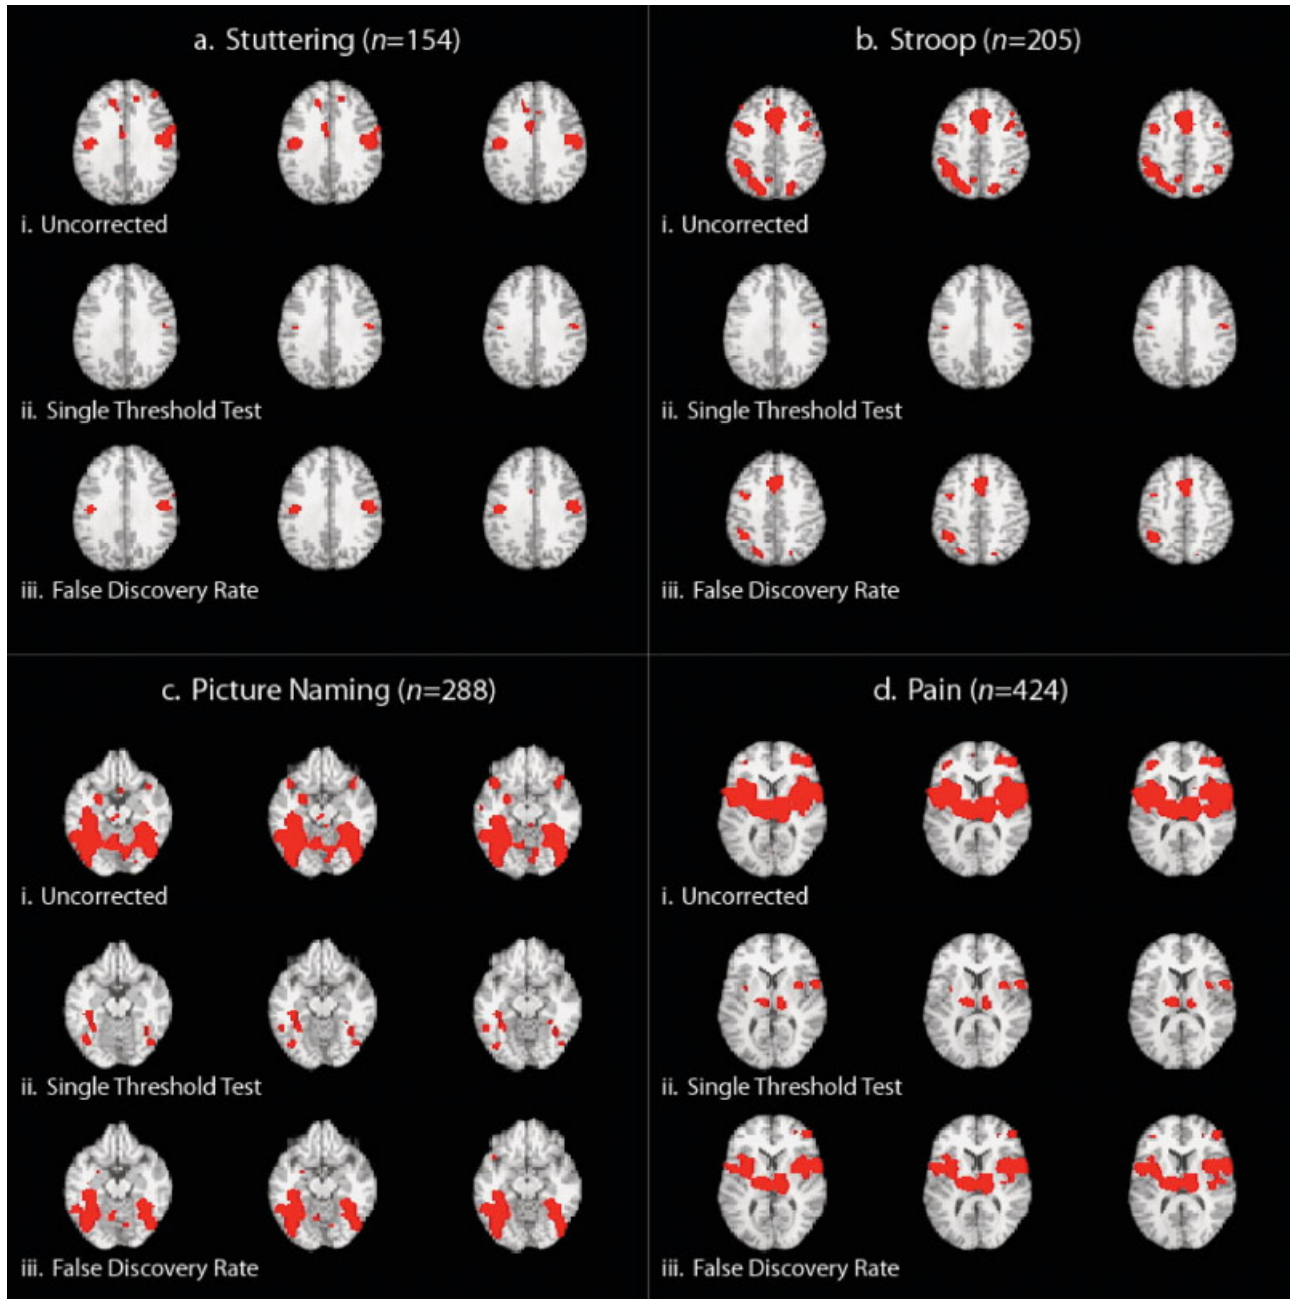 a. Stuttering (n=154)
i. Uncorrected
ii. Single Threshold Test
iii. False Discovery Rate
b. Stroop (n=205)
i. Uncorrected
ii. Single Threshold Test
iii. False Discovery Rate
c. Picture Naming (n=288)
i. Uncorrected
ii. Single Threshold Test
iii. False Discovery Rate
d. Pain (n=424)
i. Uncorrected
ii. Single Threshold Test
iii. False Discovery Rate